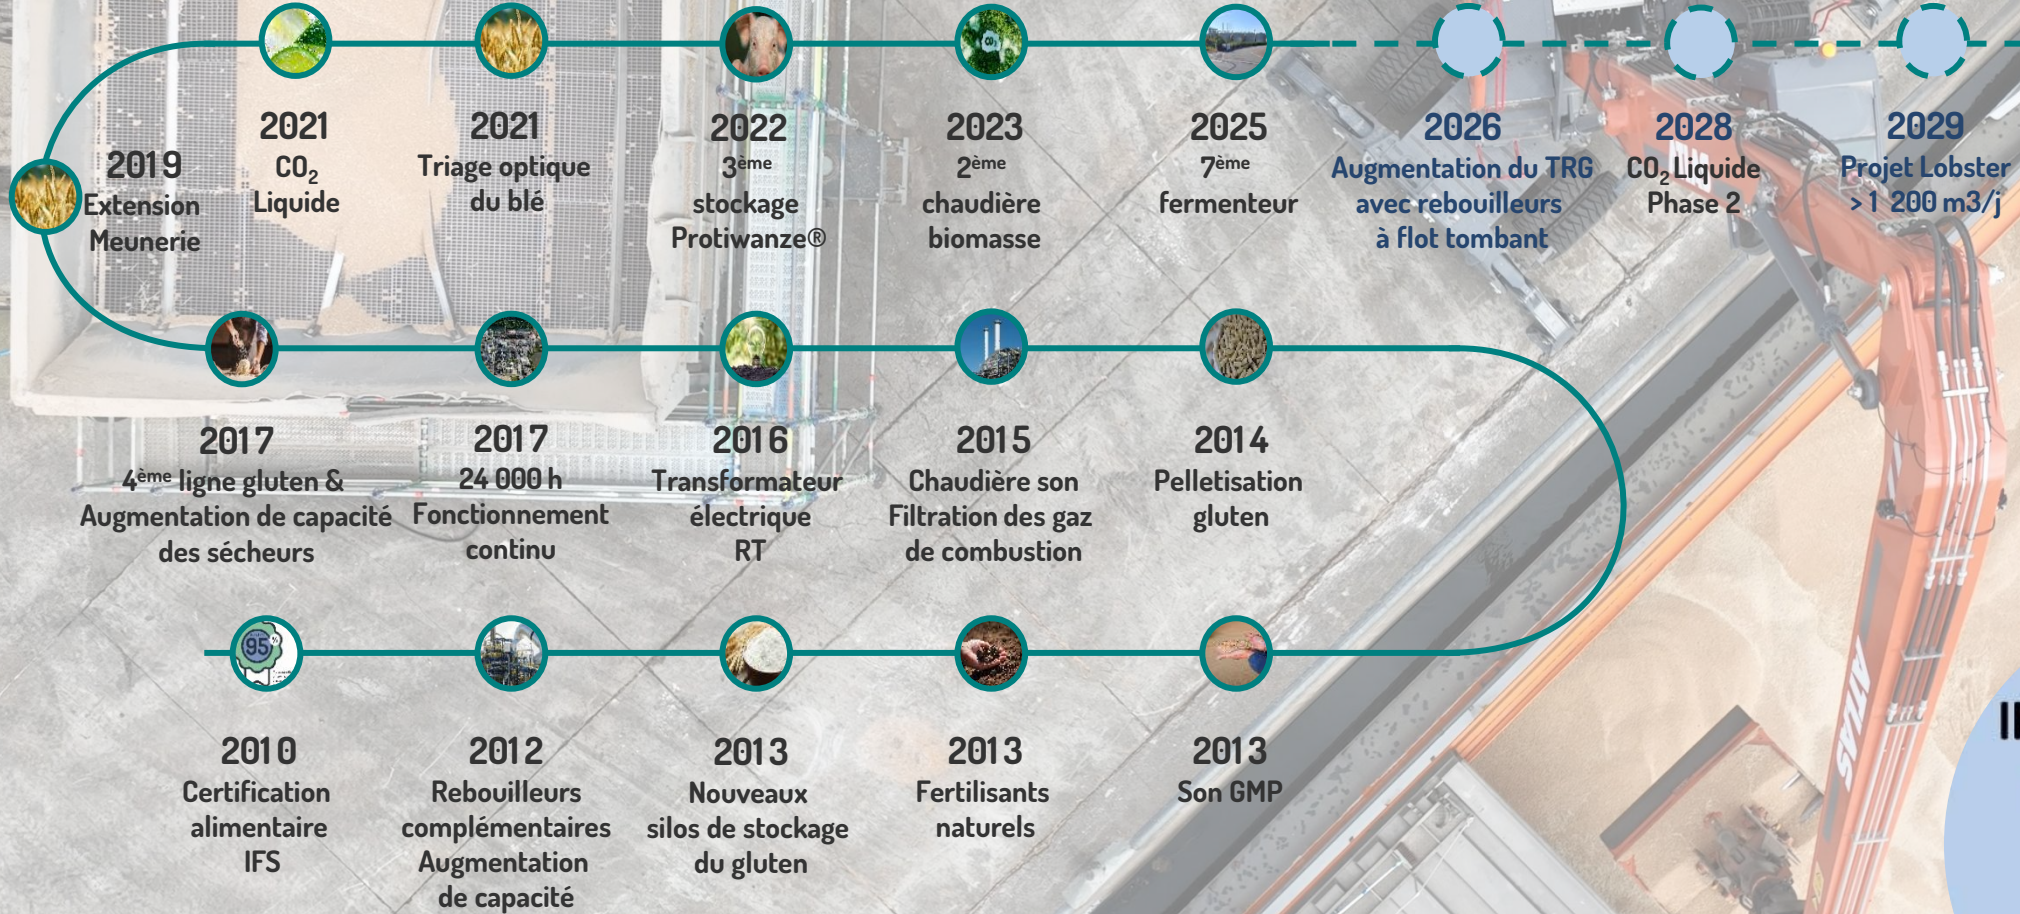 2021
CO₂
Liquide
2021
Triage optique
du blé
2022
3ème
stockage
Protiwanze®
2023
2ème
chaudière
biomasse
2025
7ème
fermenteur
2026
Augmentation du TRG
avec rebouilleurs
à flot tombant
2028
CO₂ Liquide
Phase 2
2029
Projet Lobster
> 1 200 m3/j
2019
Extension
Meunerie
2017
4ème ligne gluten &
Augmentation de capacité
des sécheurs
2017
24 000 h
Fonctionnement
continu
2016
Transformateur
électrique
RT
2015
Chaudière son
Filtration des gaz
de combustion
2014
Pelletisation
gluten
95%
2010
Certification
alimentaire
IFS
2012
Rebouilleurs
complémentaires
Augmentation
de capacité
2013
Nouveaux
silos de stockage
du gluten
2013
Fertilisants
naturels
2013
Son GMP
ATLAS